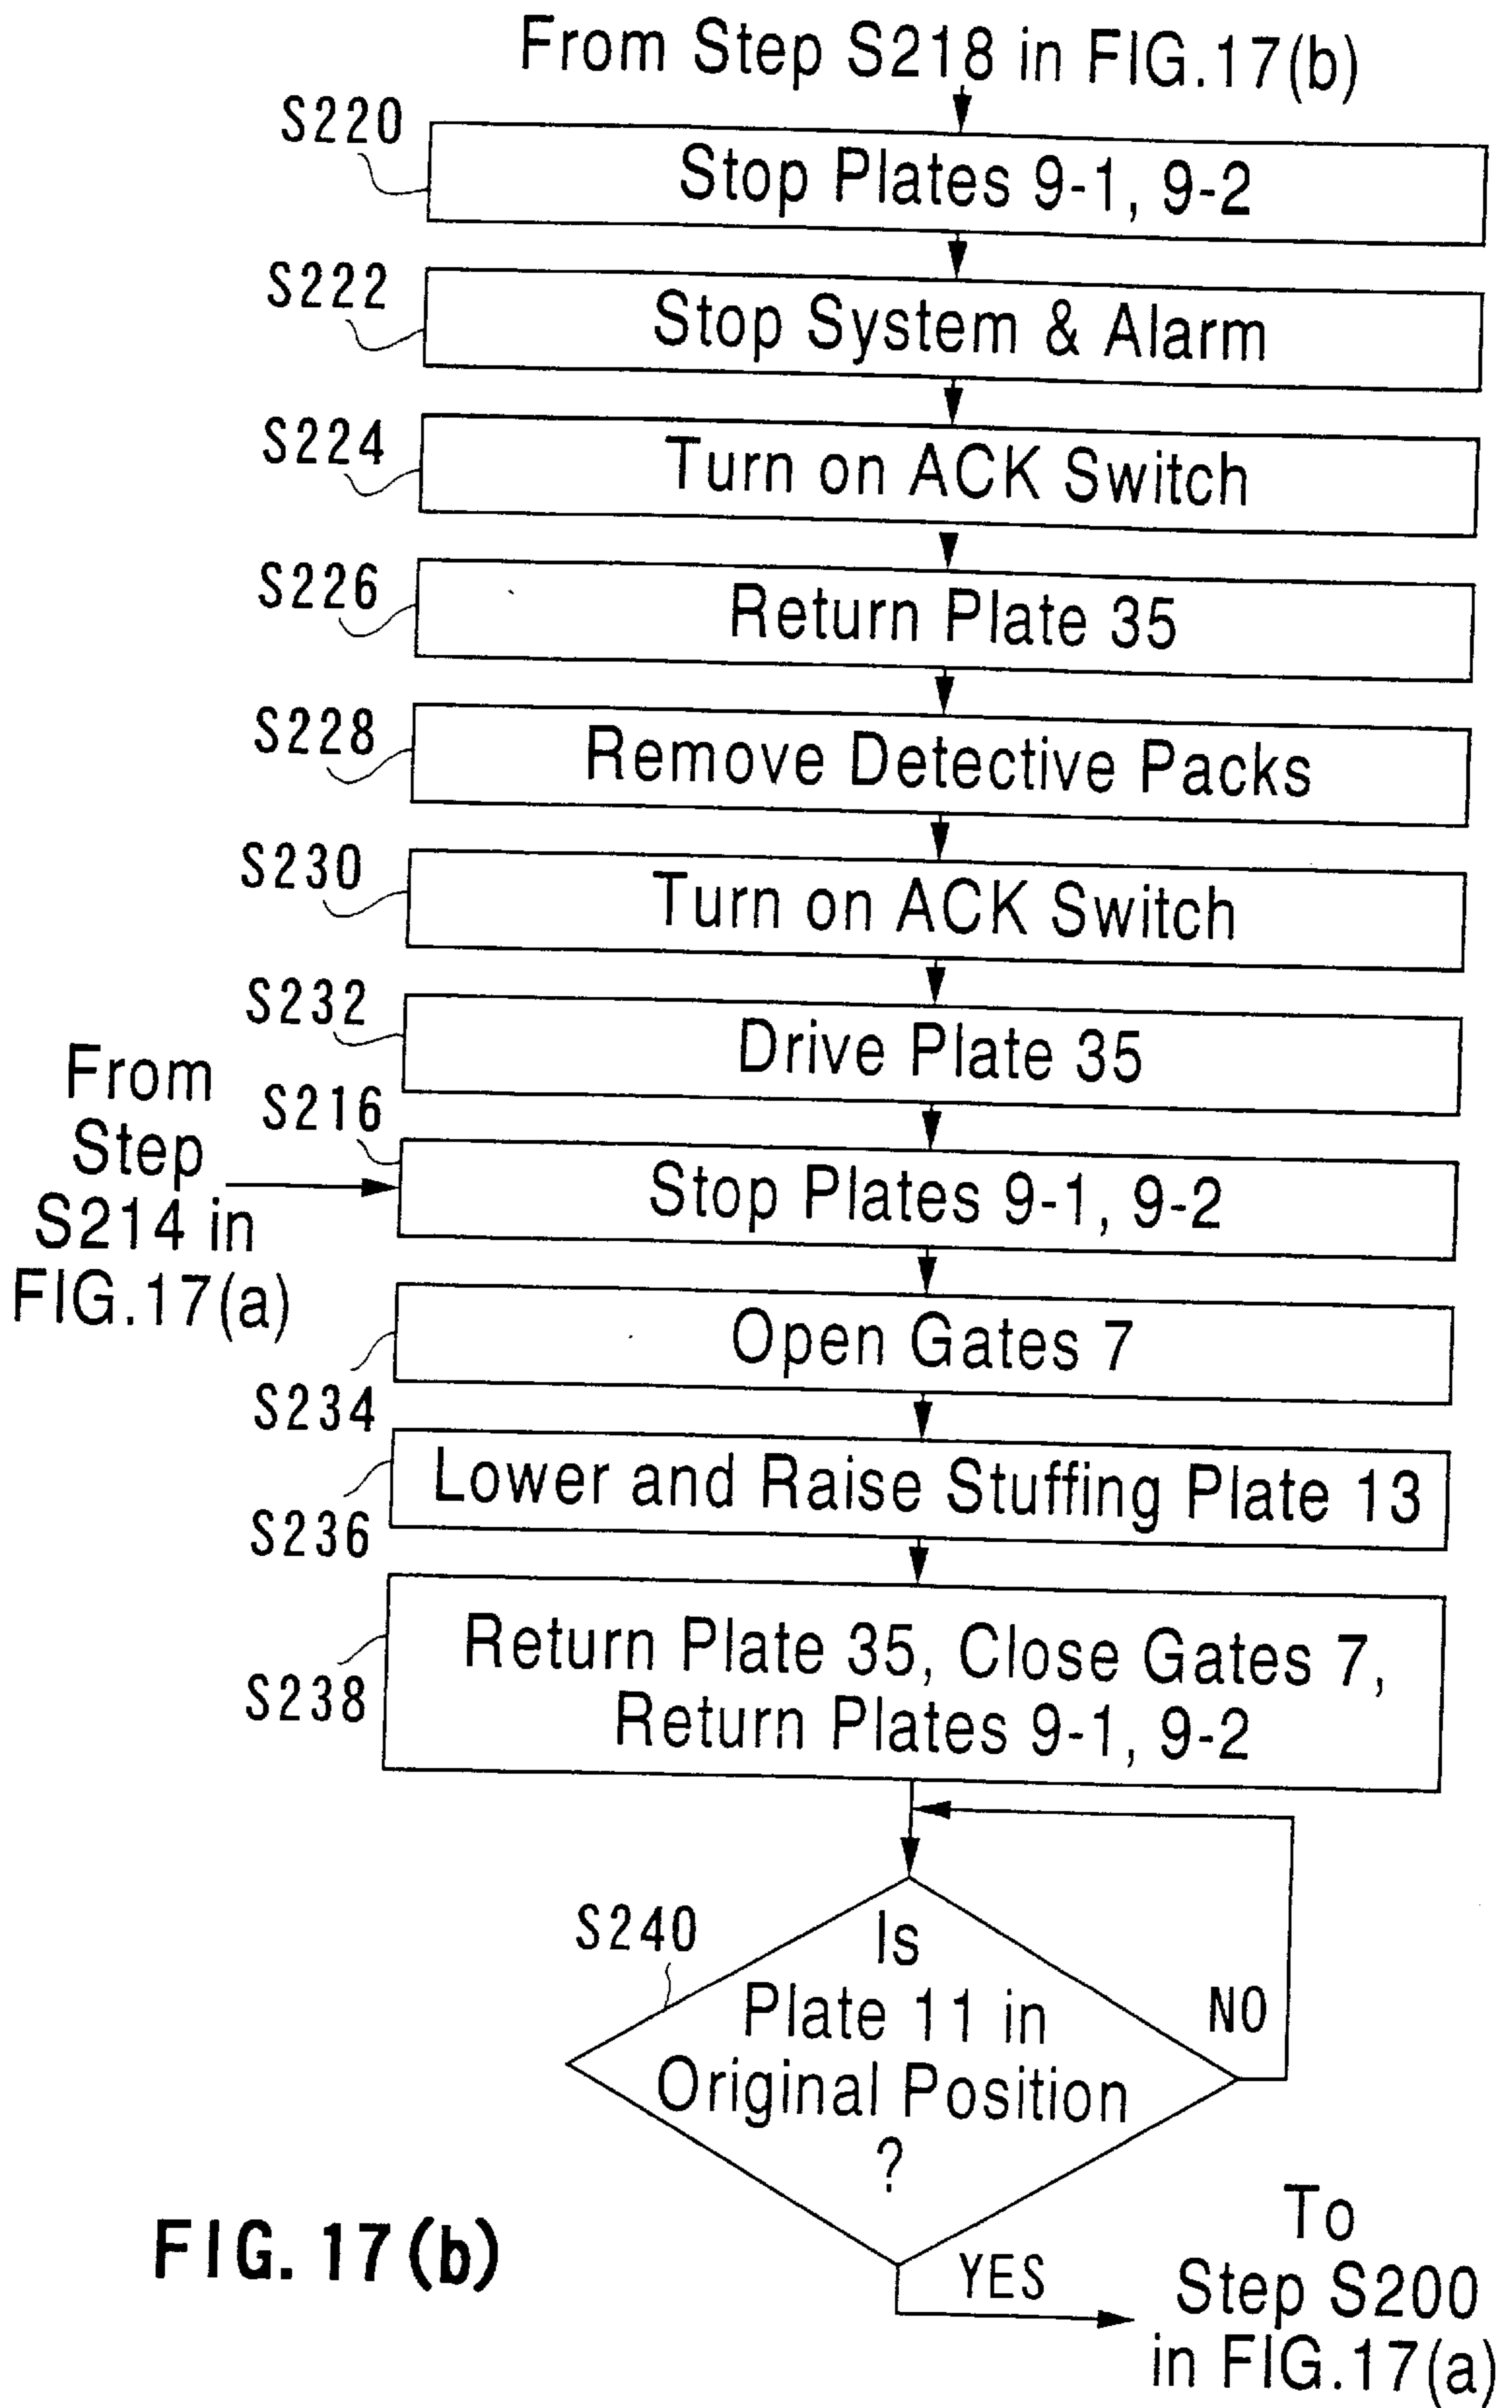 From Step S218 in FIG.17(b)
S220
Stop Plates 9-1, 9-2
S222
Stop System & Alarm
S224
Turn on ACK Switch
S226
Return Plate 35
S228
Remove Detective Packs
S230
Turn on ACK Switch
S232
Drive Plate 35
From
Step
S214 in
FIG.17(a)
S216
Stop Plates 9-1, 9-2
Open Gates 7
S234
Lower and Raise Stuffing Plate 13
S236
Return Plate 35, Close Gates 7,
Return Plates 9-1, 9-2
S238
S240
Is
Plate 11 in
Original Position
?
NO
YES
To
Step S200
in FIG.17(a)
FIG. 17(b)